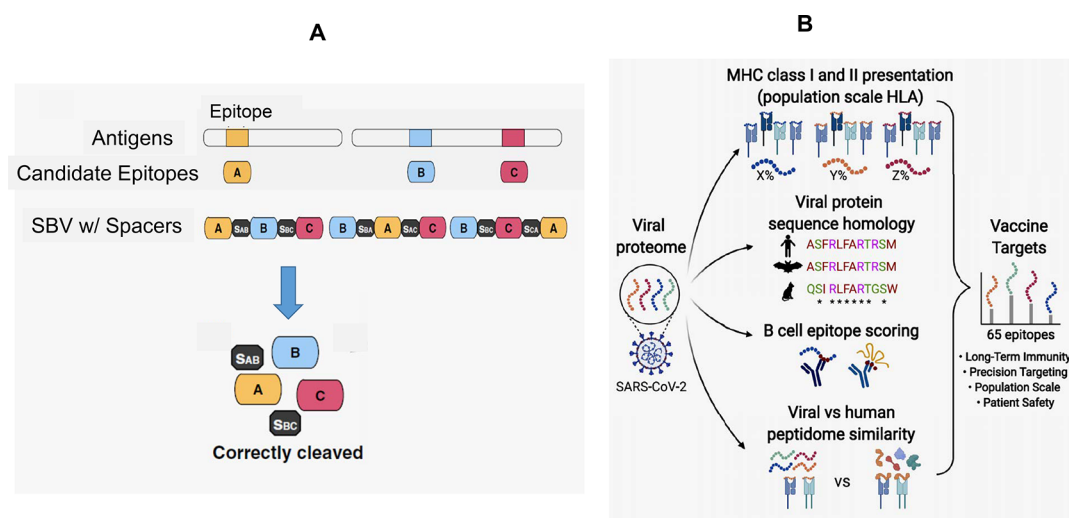 A
Epitope
Antigens
Candidate Epitopes
A
B
C
SBV w/ Spacers
A SAB B SBC C
B SBA A SAC C
B SBC C SCA A
SAB
B
A
C
SBC
Correctly cleaved
B
MHC class I and II presentation
(population scale HLA)
X%
Y%
Z%
Viral protein
sequence homology
ASFRLFARTRSM
ASFRLFARTRSM
QSI RLFARTGSW
* ****** *
Viral
proteome
SARS-CoV-2
B cell epitope scoring
Viral vs human
peptidome similarity
vs
Vaccine
Targets
65 epitopes
• Long-Term Immunity
• Precision Targeting
• Population Scale
• Patient Safety